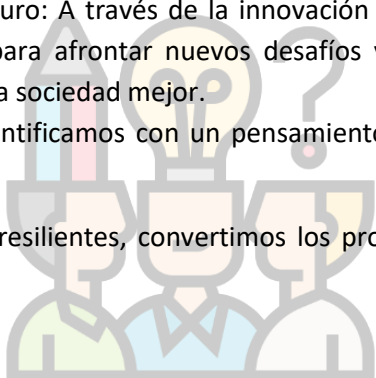 uro: A través de la innovación
para afrontar nuevos desafíos
a sociedad mejor.
ntificamos con un pensamiento
resilientes, convertimos los pro